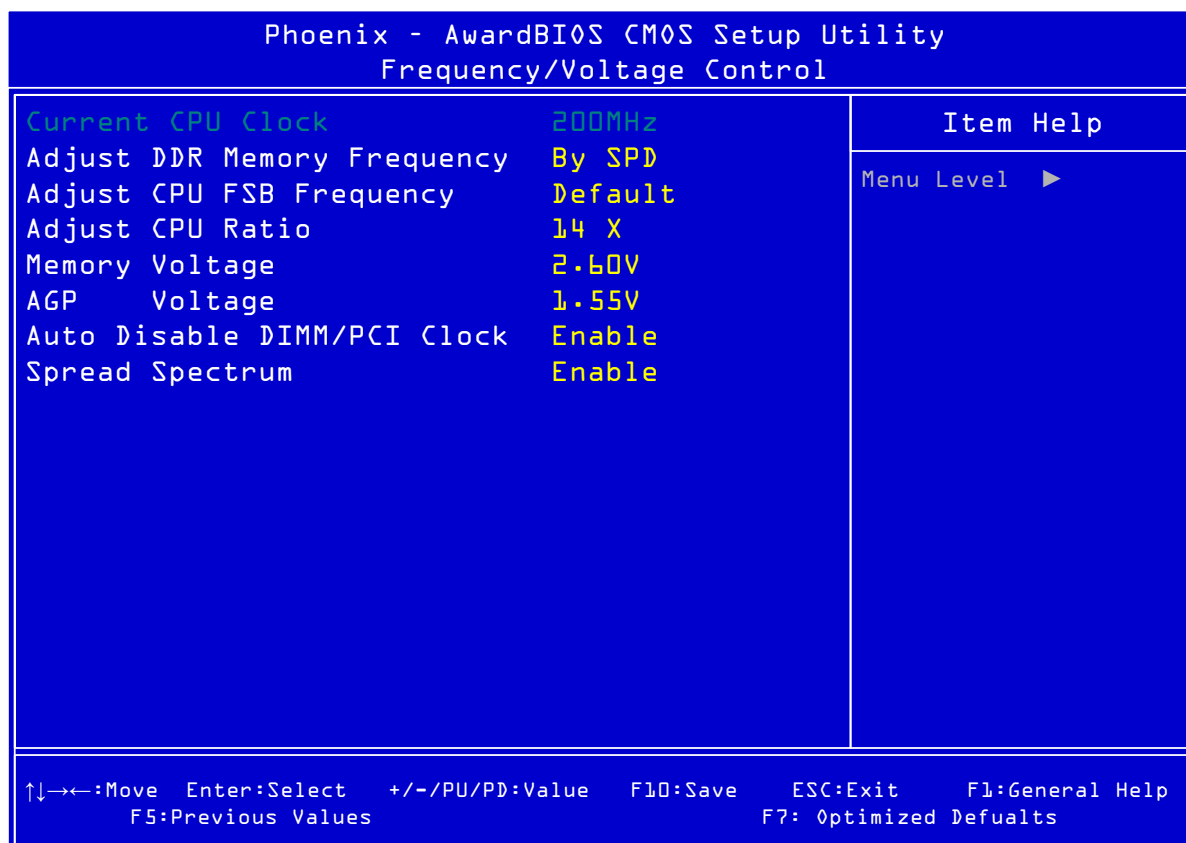 Phoenix - AwardBIOS CMOS Setup Utility
Frequency/Voltage Control
Current CPU Clock 200MHz
Adjust DDR Memory Frequency By SPD
Adjust CPU FSB Frequency Default
Adjust CPU Ratio 14 X
Memory Voltage 2.60V
AGP Voltage 1.55V
Auto Disable DIMM/PCI Clock Enable
Spread Spectrum Enable
Item Help
Menu Level ►
↑↓→←:Move Enter:Select +/-/PU/PD:Value F10:Save ESC:Exit F1:General Help
F5:Previous Values F7: Optimized Defualts